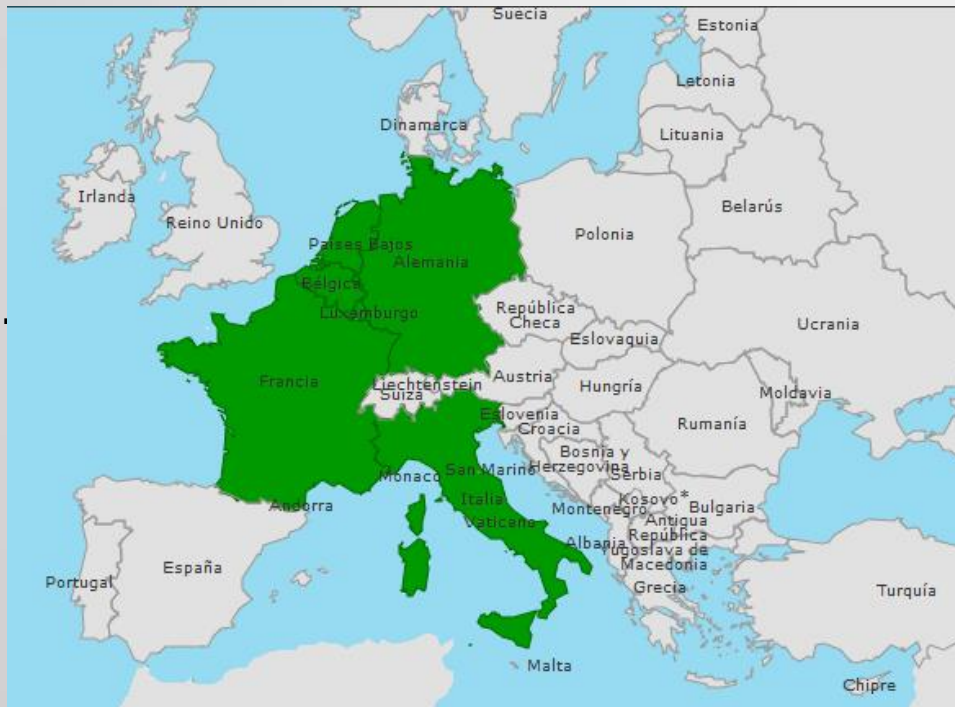 Suecia
Estonia
Letonia
Dinamarca
Lituania
Irlanda
Belarús
Reino Unido
Polonia
Países Bajos
Alemania
Bélgica
República
Checa
Luxemburgo
Ucrania
Eslovaquia
Francia
Liechtenstein
Suiza
Austria
Hungría
Moldavia
Eslovenia
Croacia
Rumanía
Bosnia y
Herzegovina
Serbia
San Marino
Monaco
Andorra
Italia
Kosovo*
Montenegro
Bulgaria
Vaticano
Antigua
República
Yugoslava de
Macedonia
Albania
España
Portugal
Grecia
Turquía
Malta
Chipre